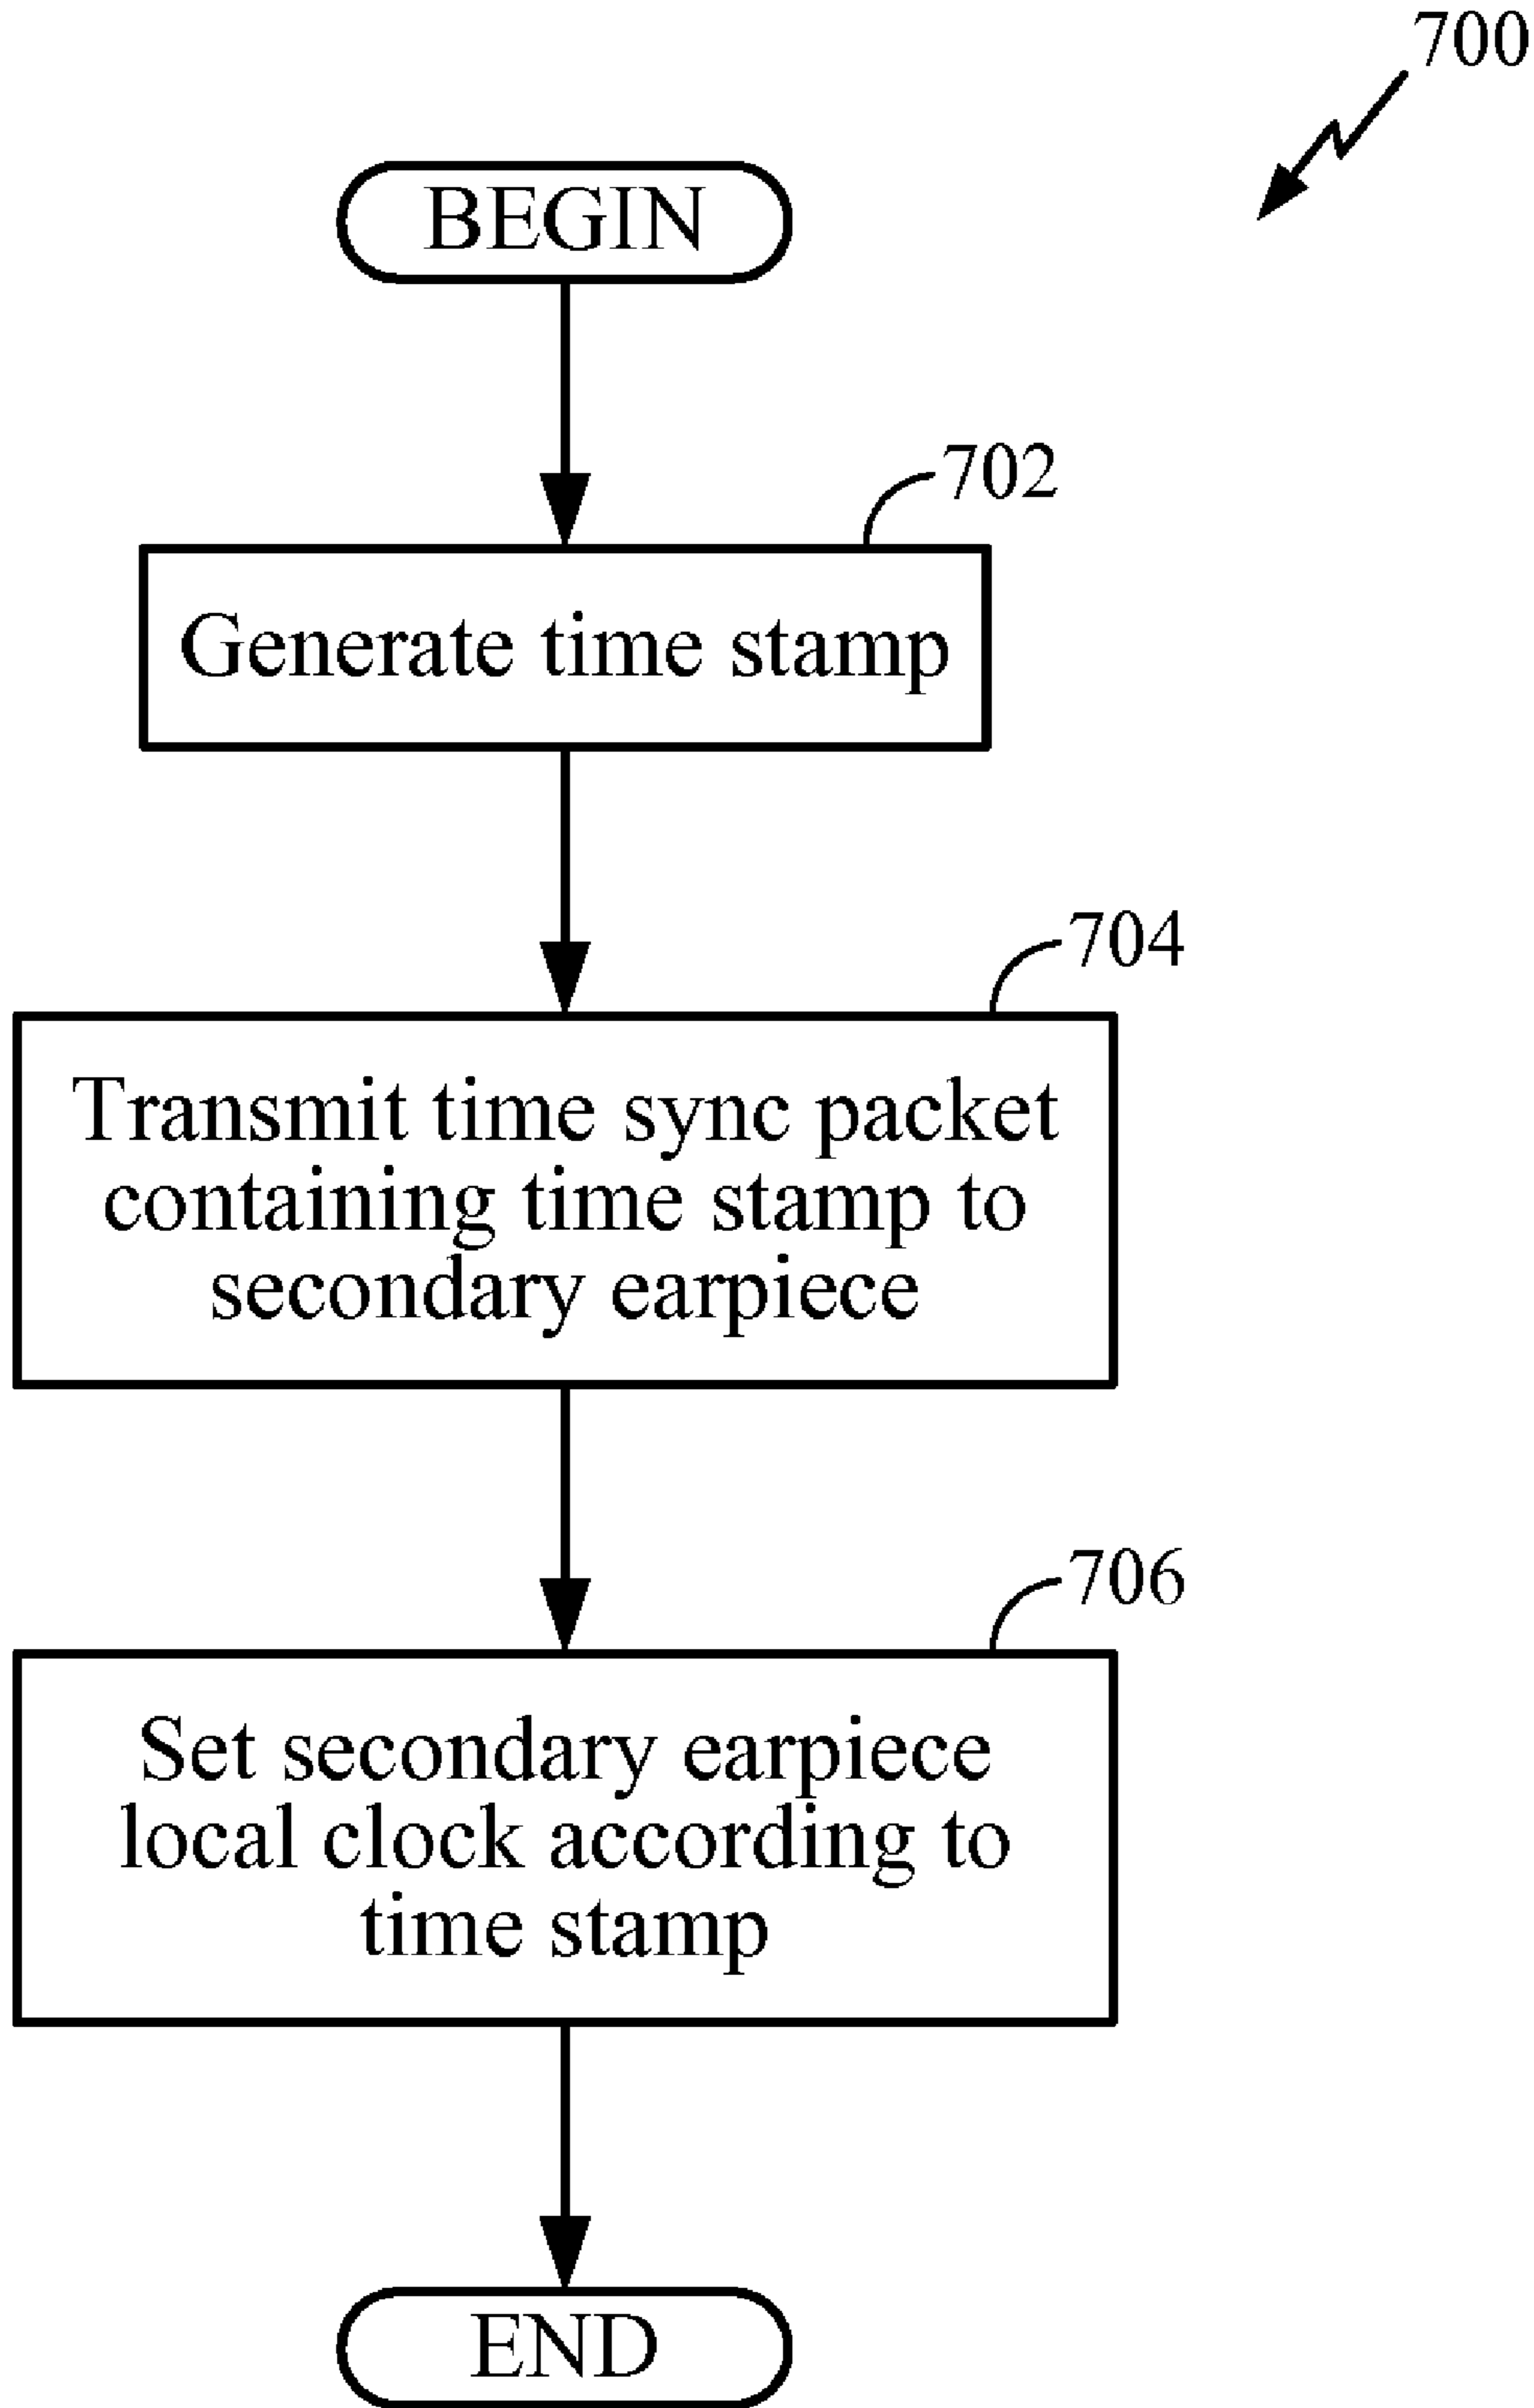 700
BEGIN
702
Generate time stamp
704
Transmit time sync packet
containing time stamp to
secondary earpiece
706
Set secondary earpiece
local clock according to
time stamp
END